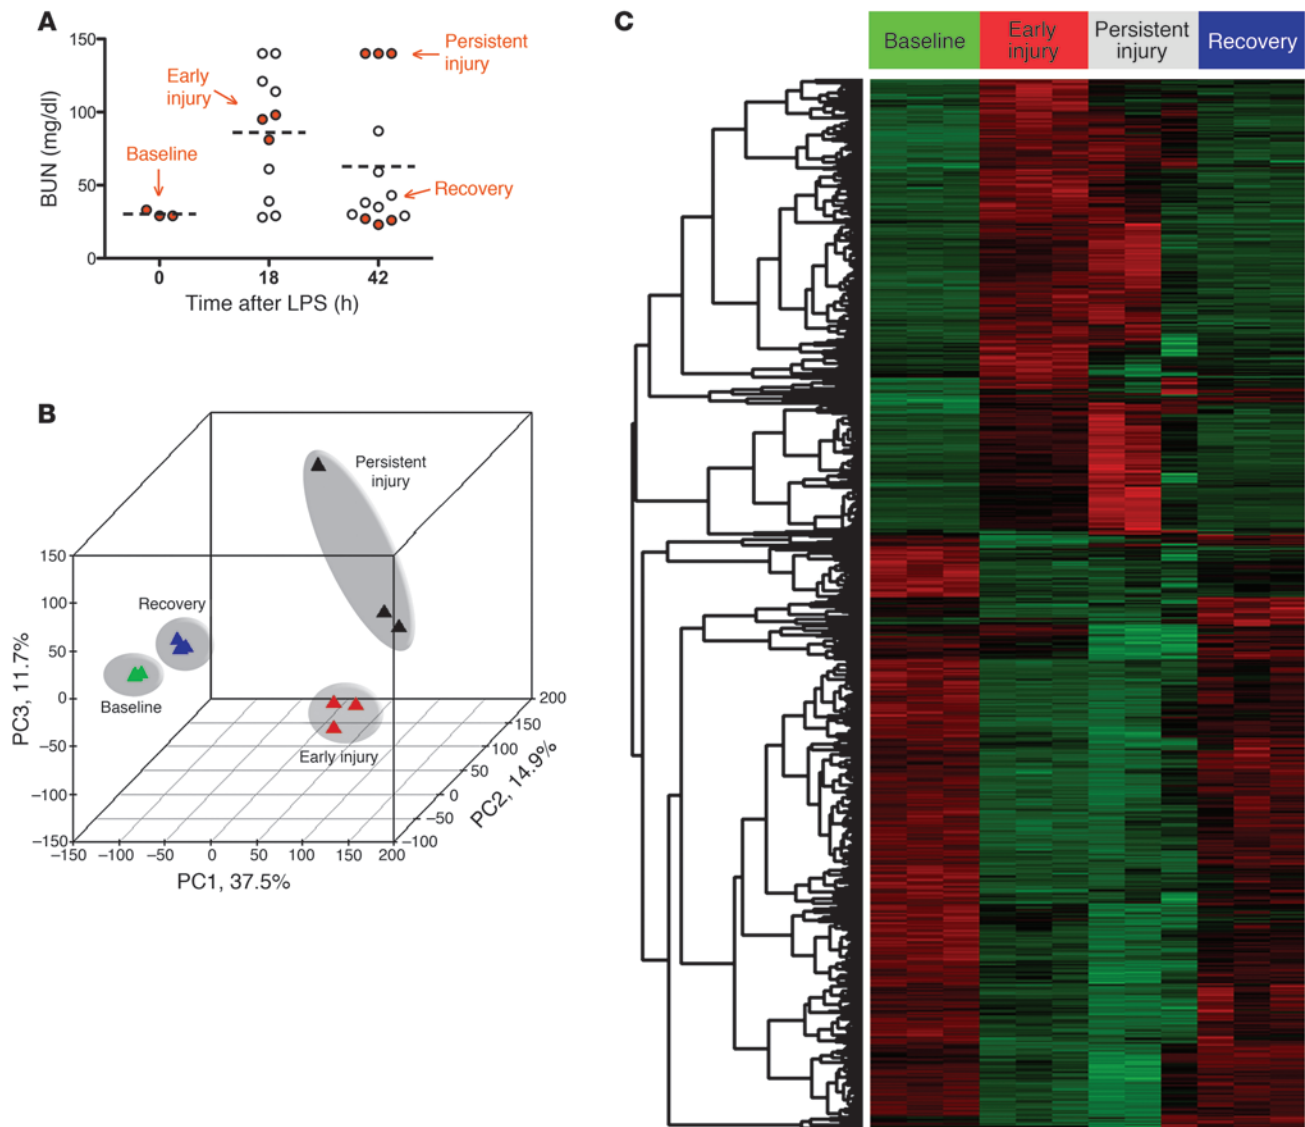 A
BUN (mg/dl)
150
100
50
0
Baseline
Early
injury
Persistent
injury
Recovery
0
18
42
Time after LPS (h)
B
Persistent
injury
Recovery
Baseline
Early injury
PC3, 11.7%
150
100
50
0
−50
−100
−150
−150
−100
−50
0
50
100
150
200
PC1, 37.5%
200
150
100
50
0
−50
−100
PC2, 14.9%
C
Baseline
Early
injury
Persistent
injury
Recovery